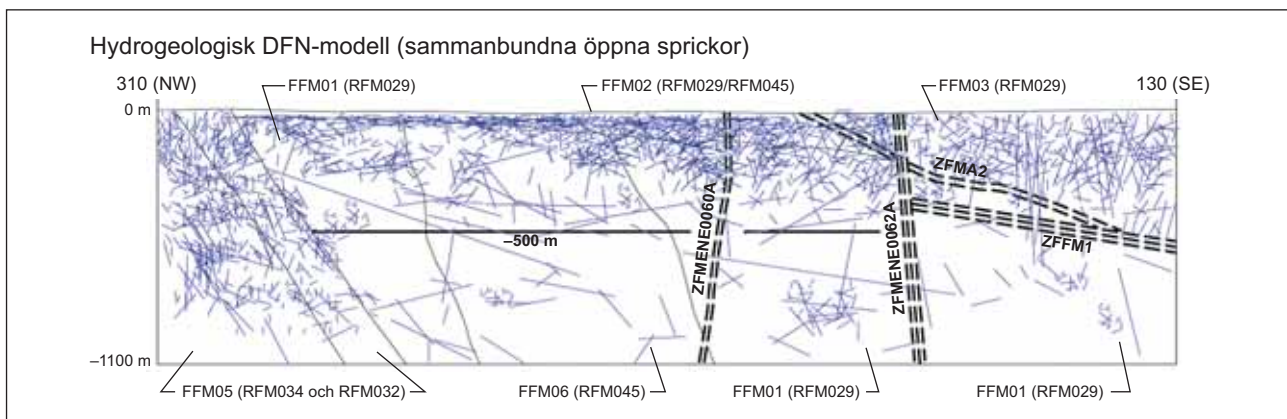 Hydrogeologisk DFN-modell (sammanbundna öppna sprickor)
310 (NW)
130 (SE)
FFM01 (RFM029)
FFM02 (RFM029/RFM045)
FFM03 (RFM029)
0 m
ZFMA2
ZFMENE0060A
ZFMENE0062A
ZFFM1
–500 m
–1100 m
FFM05 (RFM034 och RFM032)
FFM06 (RFM045)
FFM01 (RFM029)
FFM01 (RFM029)